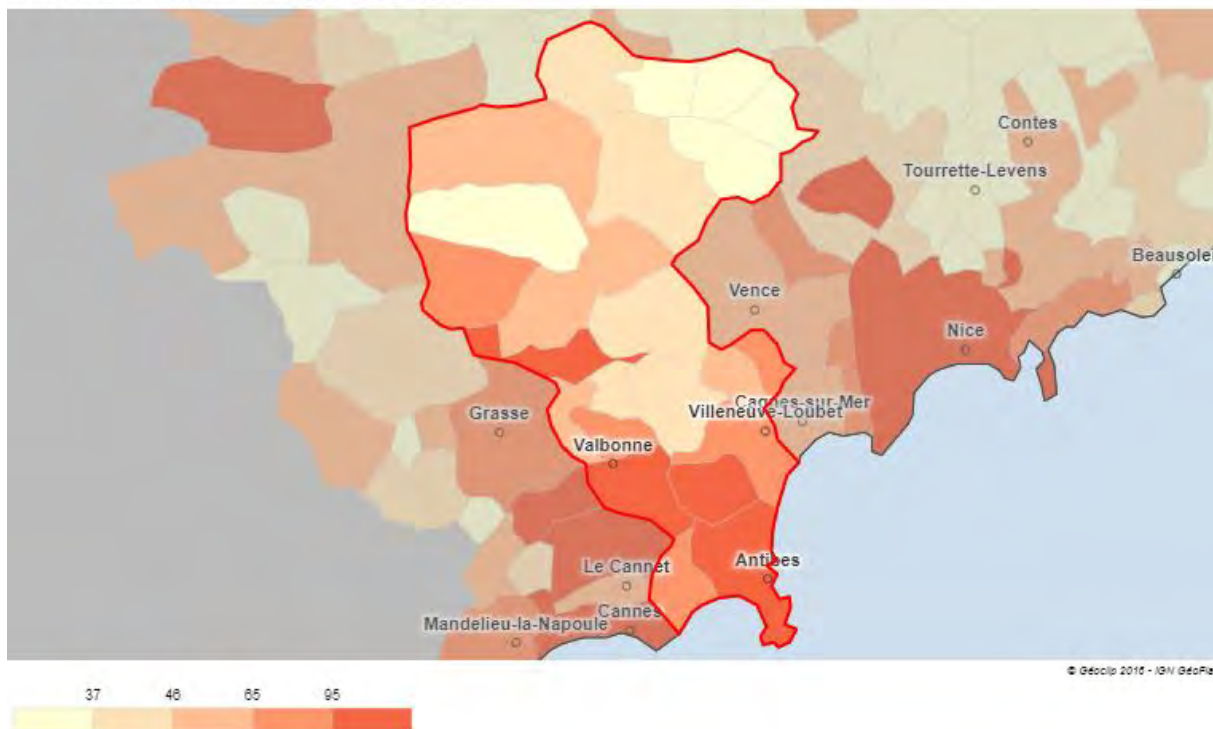 Contes
Tourrette-Levens
Beausolei
Vence
Nice
Grasse
Cagnes-sur-Mer
Villeneuve-Loubet
Valbonne
Le Cannet
Antibes
Cannes
Mandelieu-la-Napoule
© Géoclip 2016 - IGN GéoFla
37 46 65 95